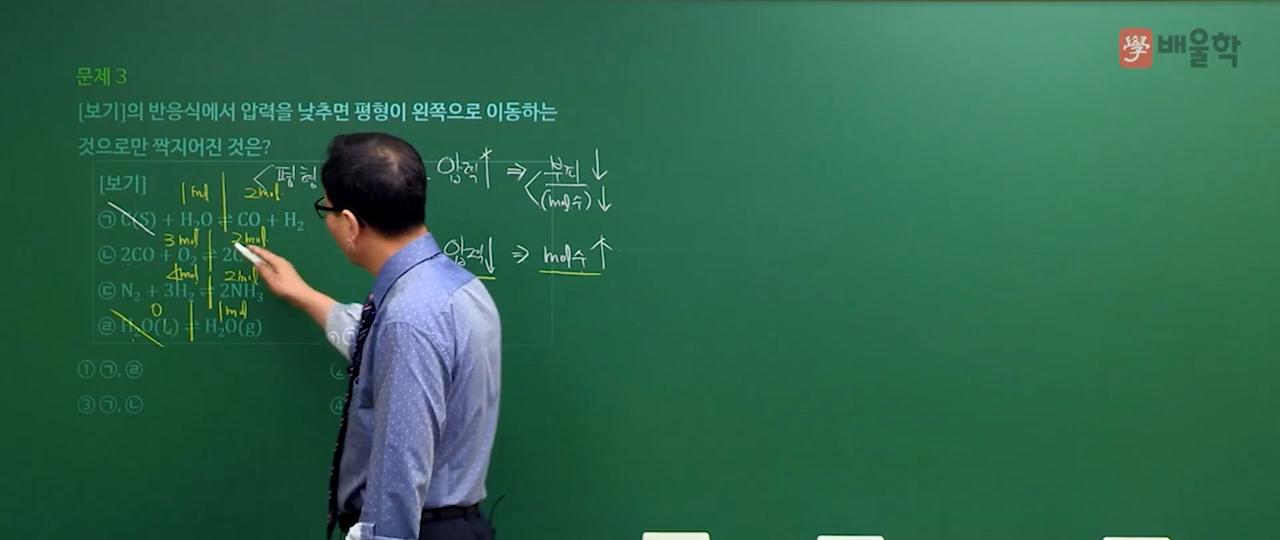 學 배울학
문제 3
[보기]의 반응식에서 압력을 낮추면 평형이 왼쪽으로 이동하는
것으로만 짝지어진 것은?
<평형 압력↑ ⇒ 부피↓
(mol수)↓
[보기]
1mol 2mol
㉠ C(S) + H₂O ⇌ CO + H₂
3mol 2mol
압력↓ ⇒ mol수↑
㉡ 2CO + O₂ ⇌ 2C
4mol 2mol
㉢ N₂ + 3H₂ ⇌ 2NH₃
0 1mol
㉣ H₂O(l) ⇌ H₂O(g)
① ㉠, ㉣
③ ㉠, ㉡